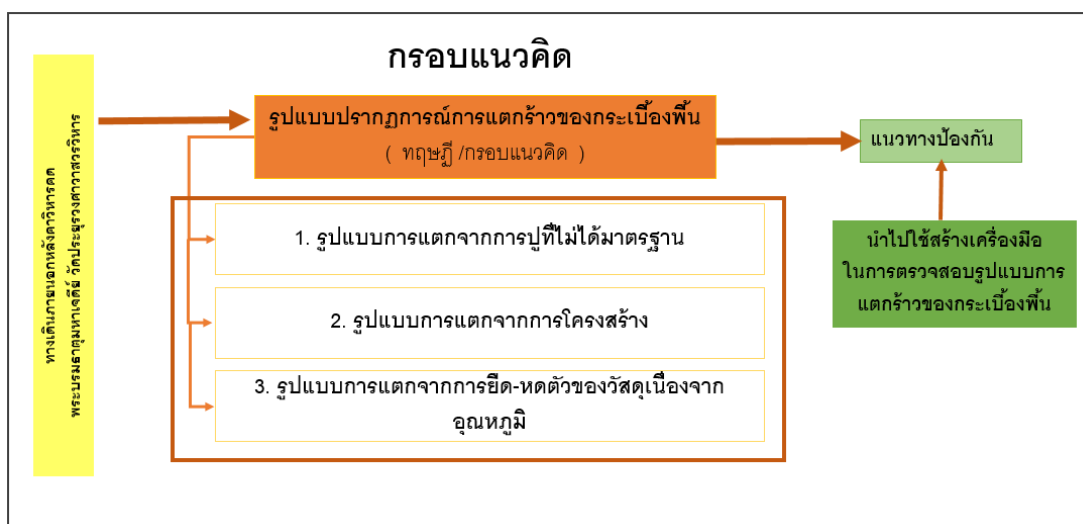 กรอบแนวคิด
ทางเดินภายนอกหลังคาวิหารคด
พระบรมธาตุมหาเจดีย์ วัดประยุรวงศาวาสวรวิหาร
รูปแบบปรากฏการณ์การแตกร้าวของกระเบื้องพื้น
( ทฤษฏี /กรอบแนวคิด )
1. รูปแบบการแตกจากการปูที่ไม่ได้มาตรฐาน
2. รูปแบบการแตกจากการโครงสร้าง
3. รูปแบบการแตกจากการยืด-หดตัวของวัสดุเนื่องจาก
อุณหภูมิ
แนวทางป้องกัน
นำไปใช้สร้างเครื่องมือ
ในการตรวจสอบรูปแบบการ
แตกร้าวของกระเบื้องพื้น